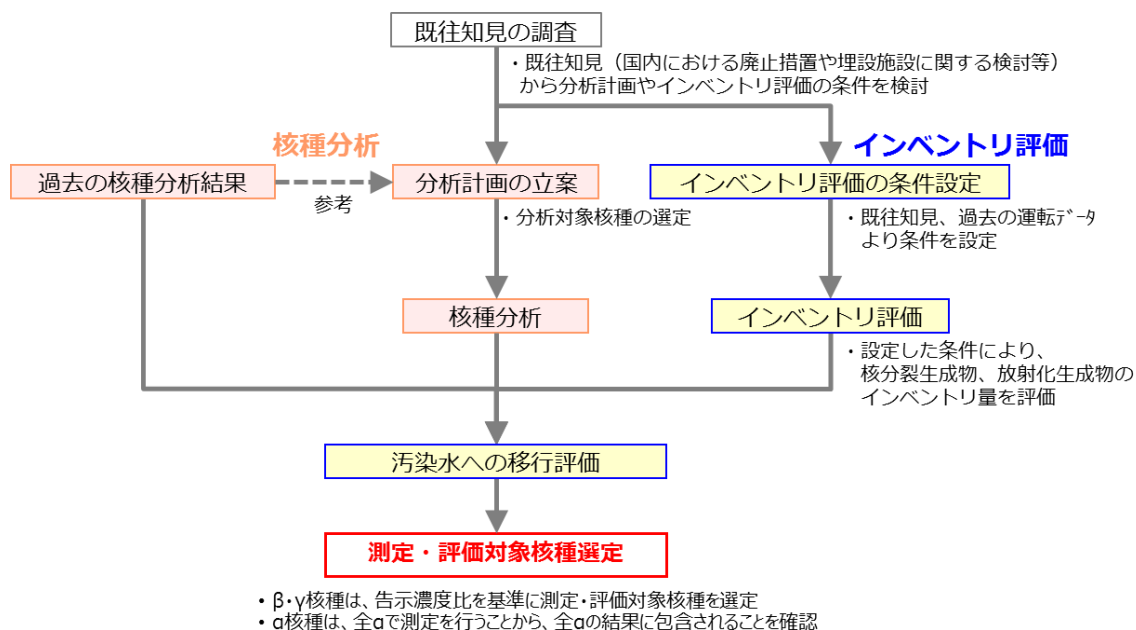 既往知見の調査
・既往知見（国内における廃止措置や埋設施設に関する検討等）
から分析計画やインベントリ評価の条件を検討
核種分析
インベントリ評価
過去の核種分析結果
参考
分析計画の立案
インベントリ評価の条件設定
・分析対象核種の選定
・既往知見、過去の運転ﾃﾞｰﾀ
より条件を設定
核種分析
インベントリ評価
・設定した条件により、
核分裂生成物、放射化生成物の
インベントリ量を評価
汚染水への移行評価
測定・評価対象核種選定
・β・γ核種は、告示濃度比を基準に測定・評価対象核種を選定
・α核種は、全αで測定を行うことから、全αの結果に包含されることを確認